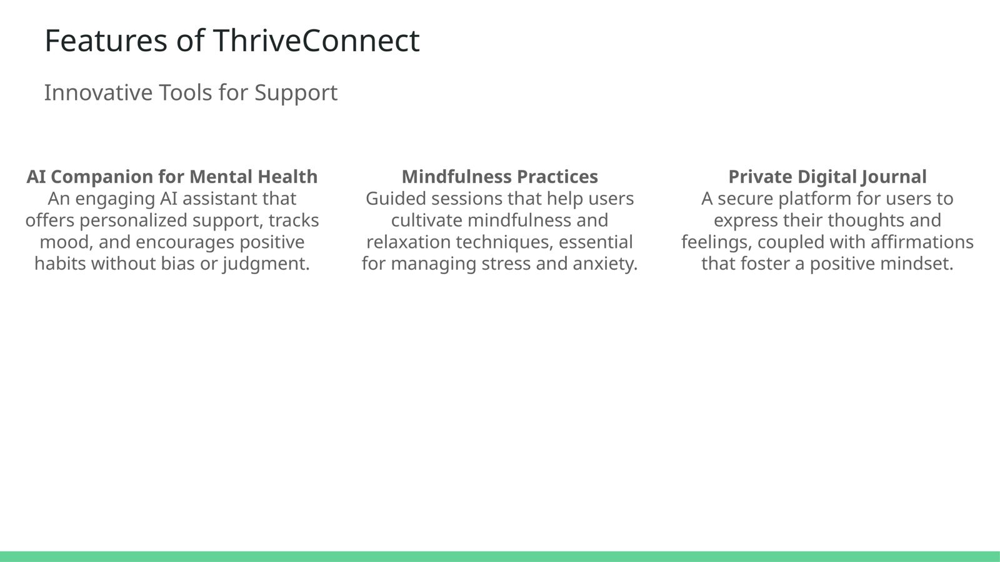 Features of ThriveConnect
Innovative Tools for Support
AI Companion for Mental Health
An engaging AI assistant that
offers personalized support, tracks
mood, and encourages positive
habits without bias or judgment.
Mindfulness Practices
Guided sessions that help users
cultivate mindfulness and
relaxation techniques, essential
for managing stress and anxiety.
Private Digital Journal
A secure platform for users to
express their thoughts and
feelings, coupled with affirmations
that foster a positive mindset.